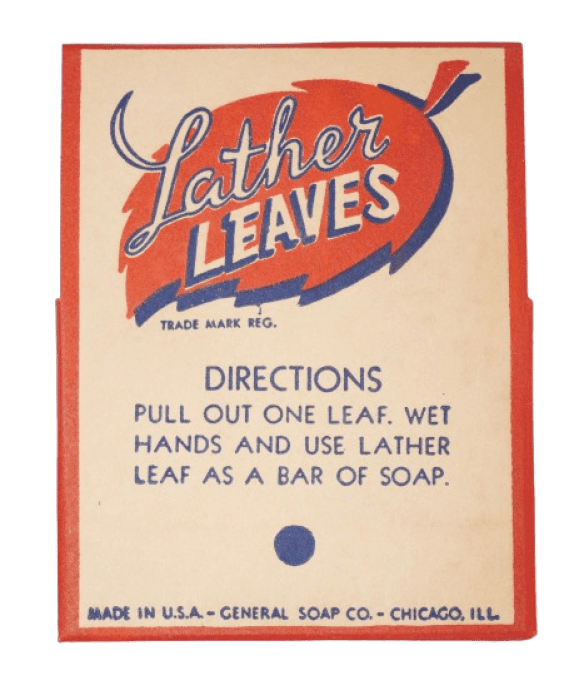 Lather
LEAVES
TRADE MARK REG.
DIRECTIONS
PULL OUT ONE LEAF. WET
HANDS AND USE LATHER
LEAF AS A BAR OF SOAP.
MADE IN U.S.A. - GENERAL SOAP CO. - CHICAGO, ILL.